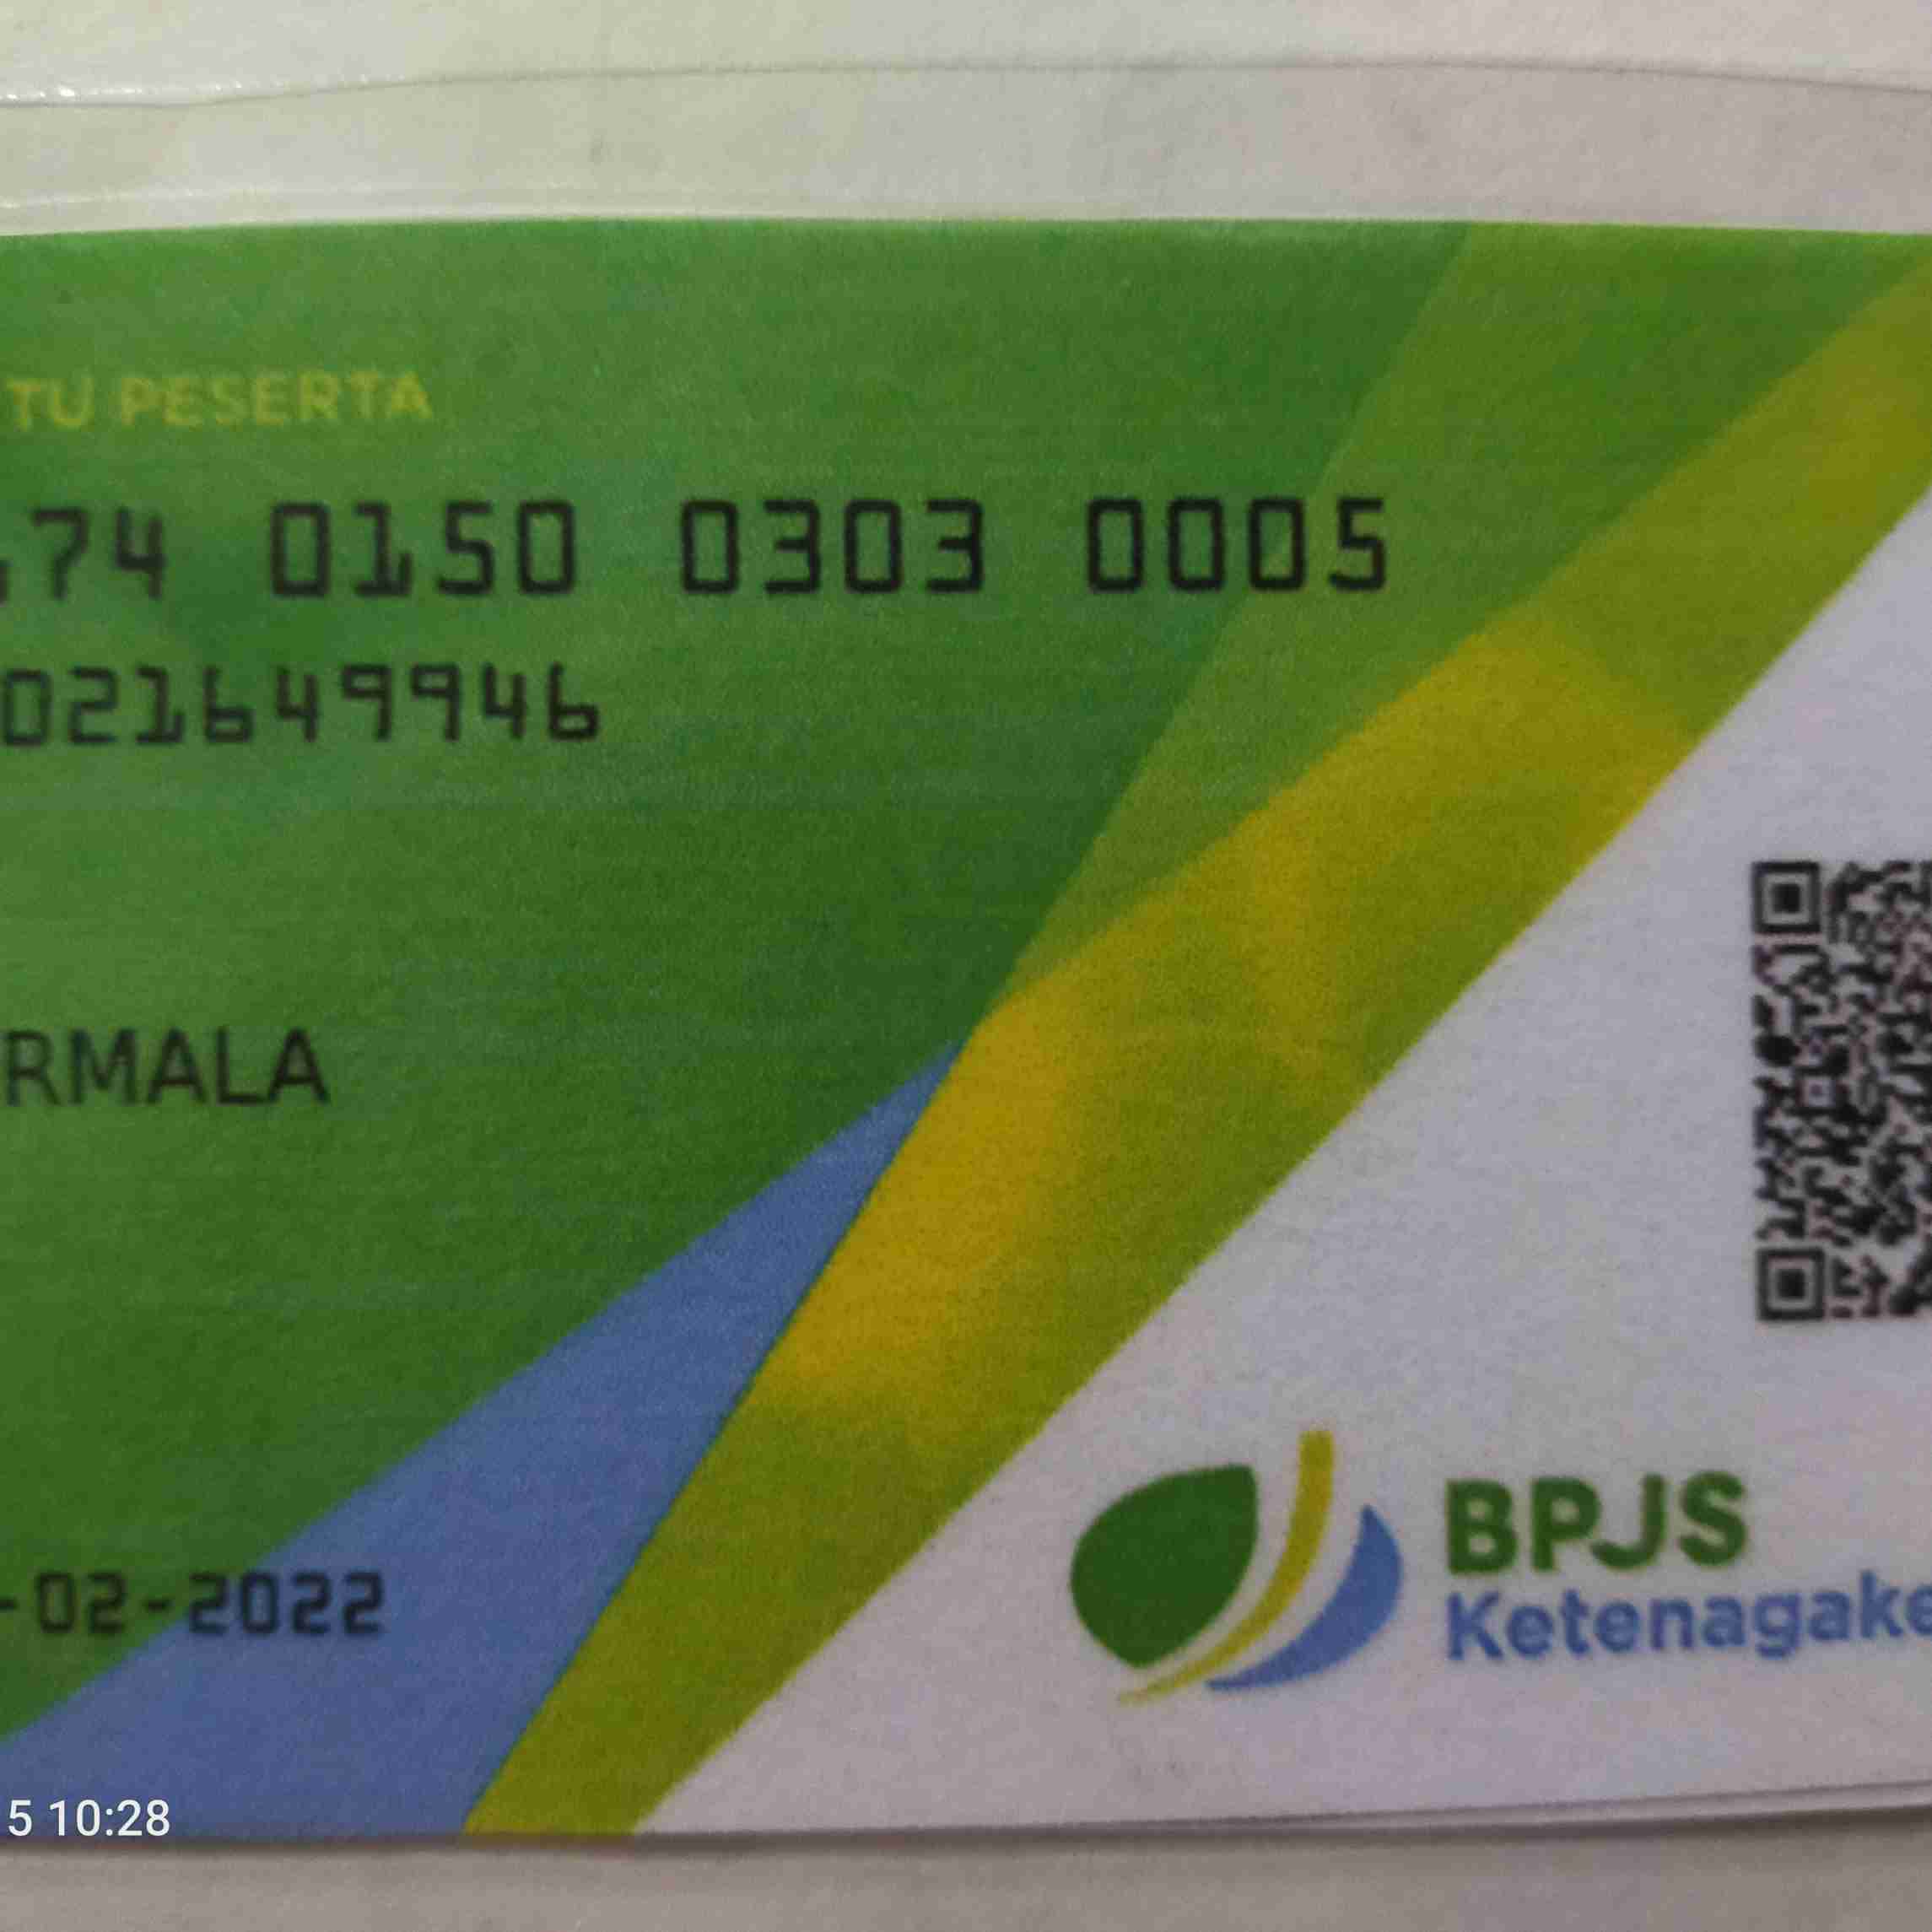 TU PESERTA
74 0150 0303 0005
021649946
RMALA
-02-2022
BPJS
Ketenagake
5 10:28